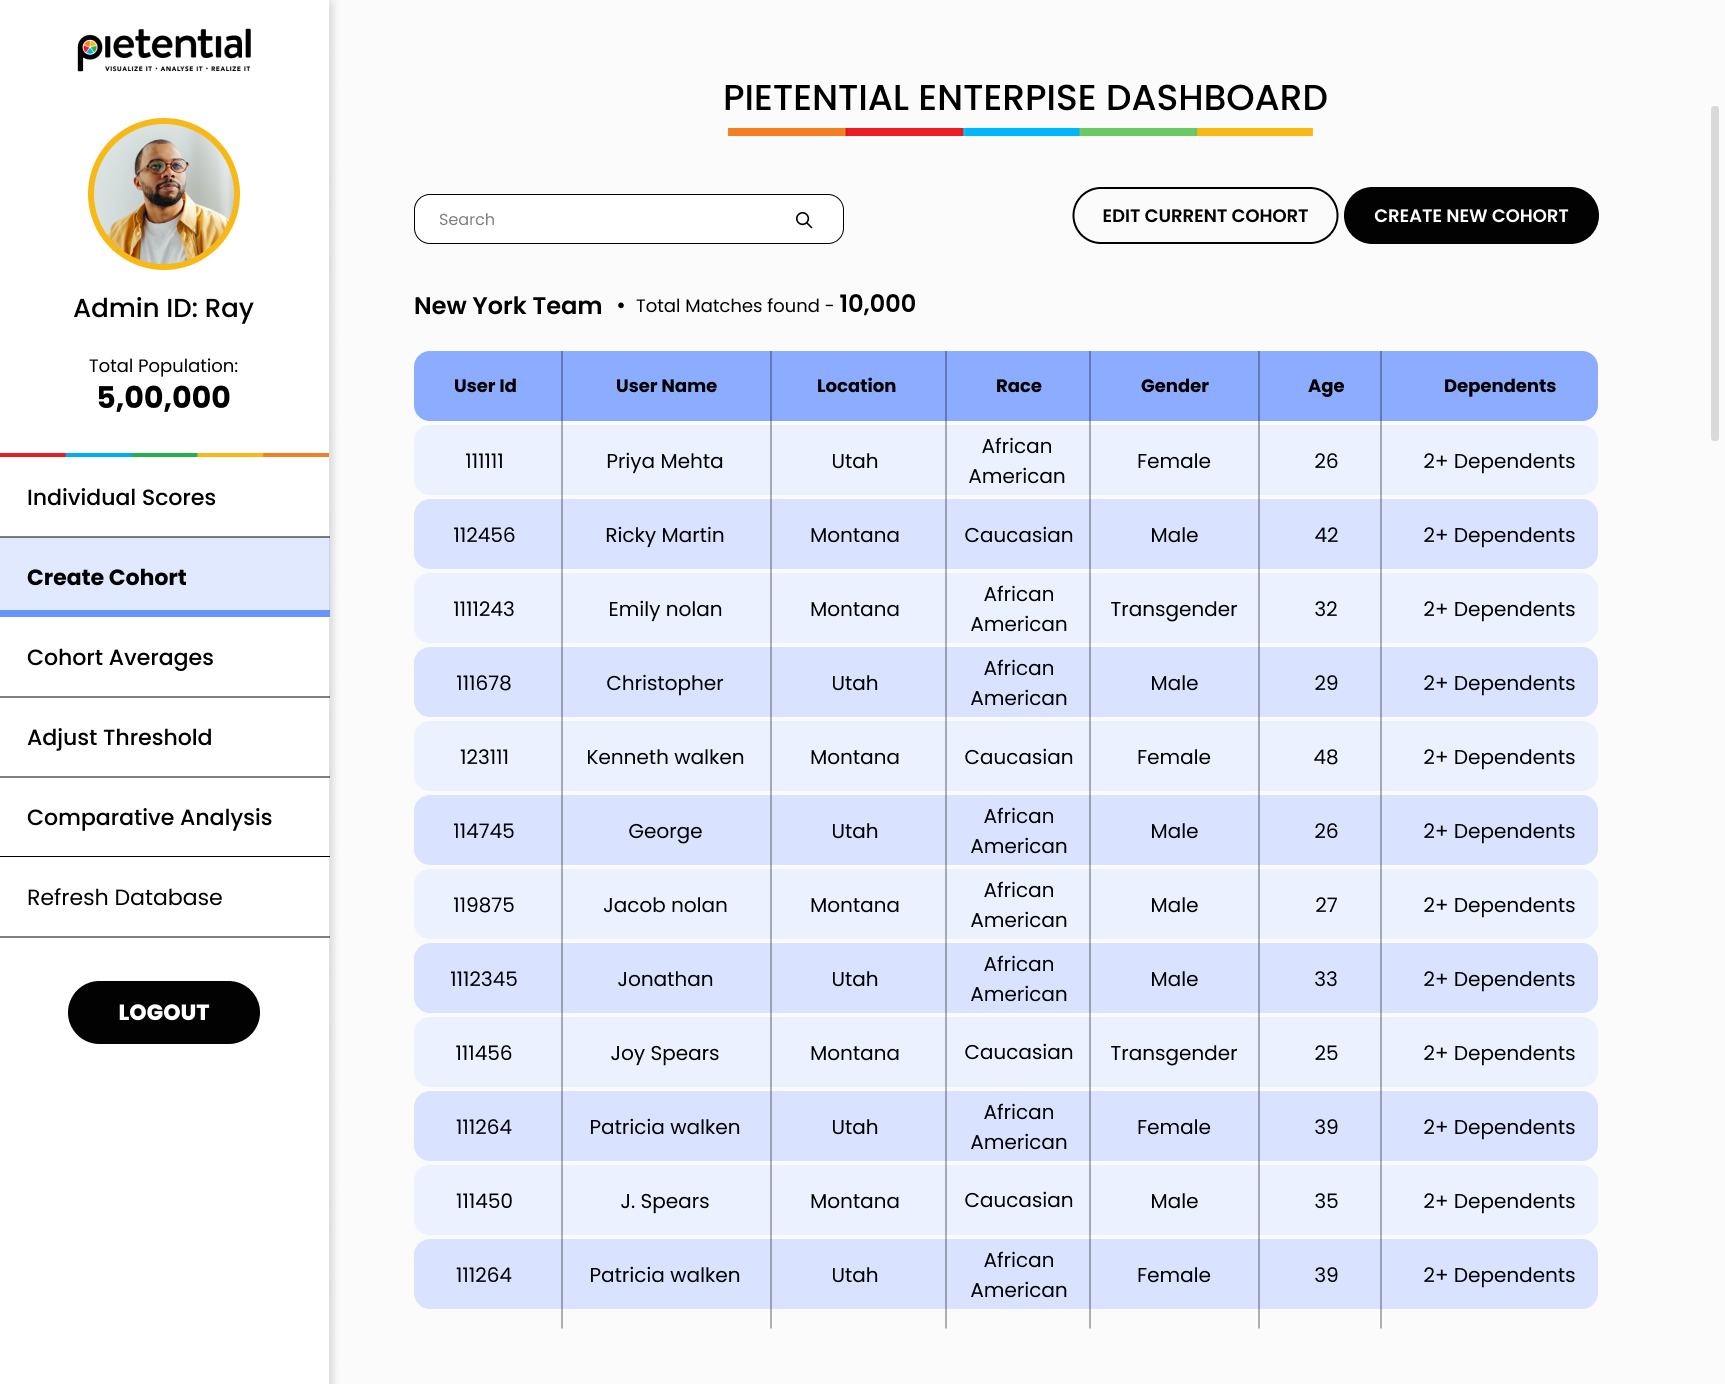 pietential
VISUALIZE IT • ANALYSE IT • REALIZE IT
Admin ID: Ray
Total Population:
5,00,000
Individual Scores
Create Cohort
Cohort Averages
Adjust Threshold
Comparative Analysis
Refresh Database
LOGOUT
PIETENTIAL ENTERPISE DASHBOARD
Search
EDIT CURRENT COHORT
CREATE NEW COHORT
New York Team • Total Matches found - 10,000
User Id User Name Location Race Gender Age Dependents
111111 Priya Mehta Utah African American Female 26 2+ Dependents
112456 Ricky Martin Montana Caucasian Male 42 2+ Dependents
1111243 Emily nolan Montana African American Transgender 32 2+ Dependents
111678 Christopher Utah African American Male 29 2+ Dependents
123111 Kenneth walken Montana Caucasian Female 48 2+ Dependents
114745 George Utah African American Male 26 2+ Dependents
119875 Jacob nolan Montana African American Male 27 2+ Dependents
1112345 Jonathan Utah African American Male 33 2+ Dependents
111456 Joy Spears Montana Caucasian Transgender 25 2+ Dependents
111264 Patricia walken Utah African American Female 39 2+ Dependents
111450 J. Spears Montana Caucasian Male 35 2+ Dependents
111264 Patricia walken Utah African American Female 39 2+ Dependents